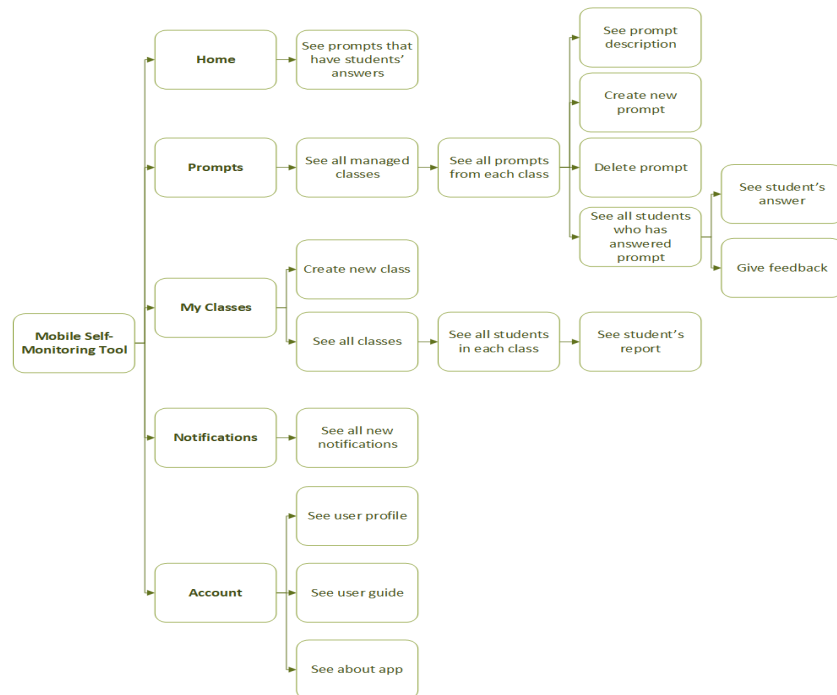 Home
See prompts that
have students'
answers
See prompt
description
Create new
prompt
Prompts
See all managed
classes
See all prompts
from each class
Delete prompt
See all students
who has
answered
prompt
See student's
answer
Give feedback
Mobile Self-
Monitoring Tool
My Classes
Create new class
See all classes
See all students
in each class
See student's
report
Notifications
See all new
notifications
Account
See user profile
See user guide
See about app